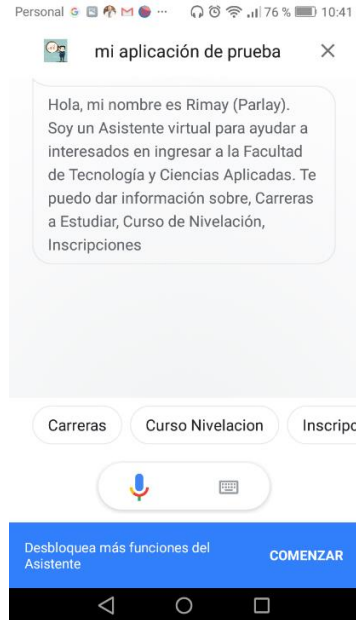 Personal ... 76 % 10:41
mi aplicación de prueba
Hola, mi nombre es Rimay (Parlay).
Soy un Asistente virtual para ayudar a
interesados en ingresar a la Facultad
de Tecnología y Ciencias Aplicadas. Te
puedo dar información sobre, Carreras
a Estudiar, Curso de Nivelación,
Inscripciones
Carreras Curso Nivelacion Inscripc
Desbloquea más funciones del
Asistente COMENZAR